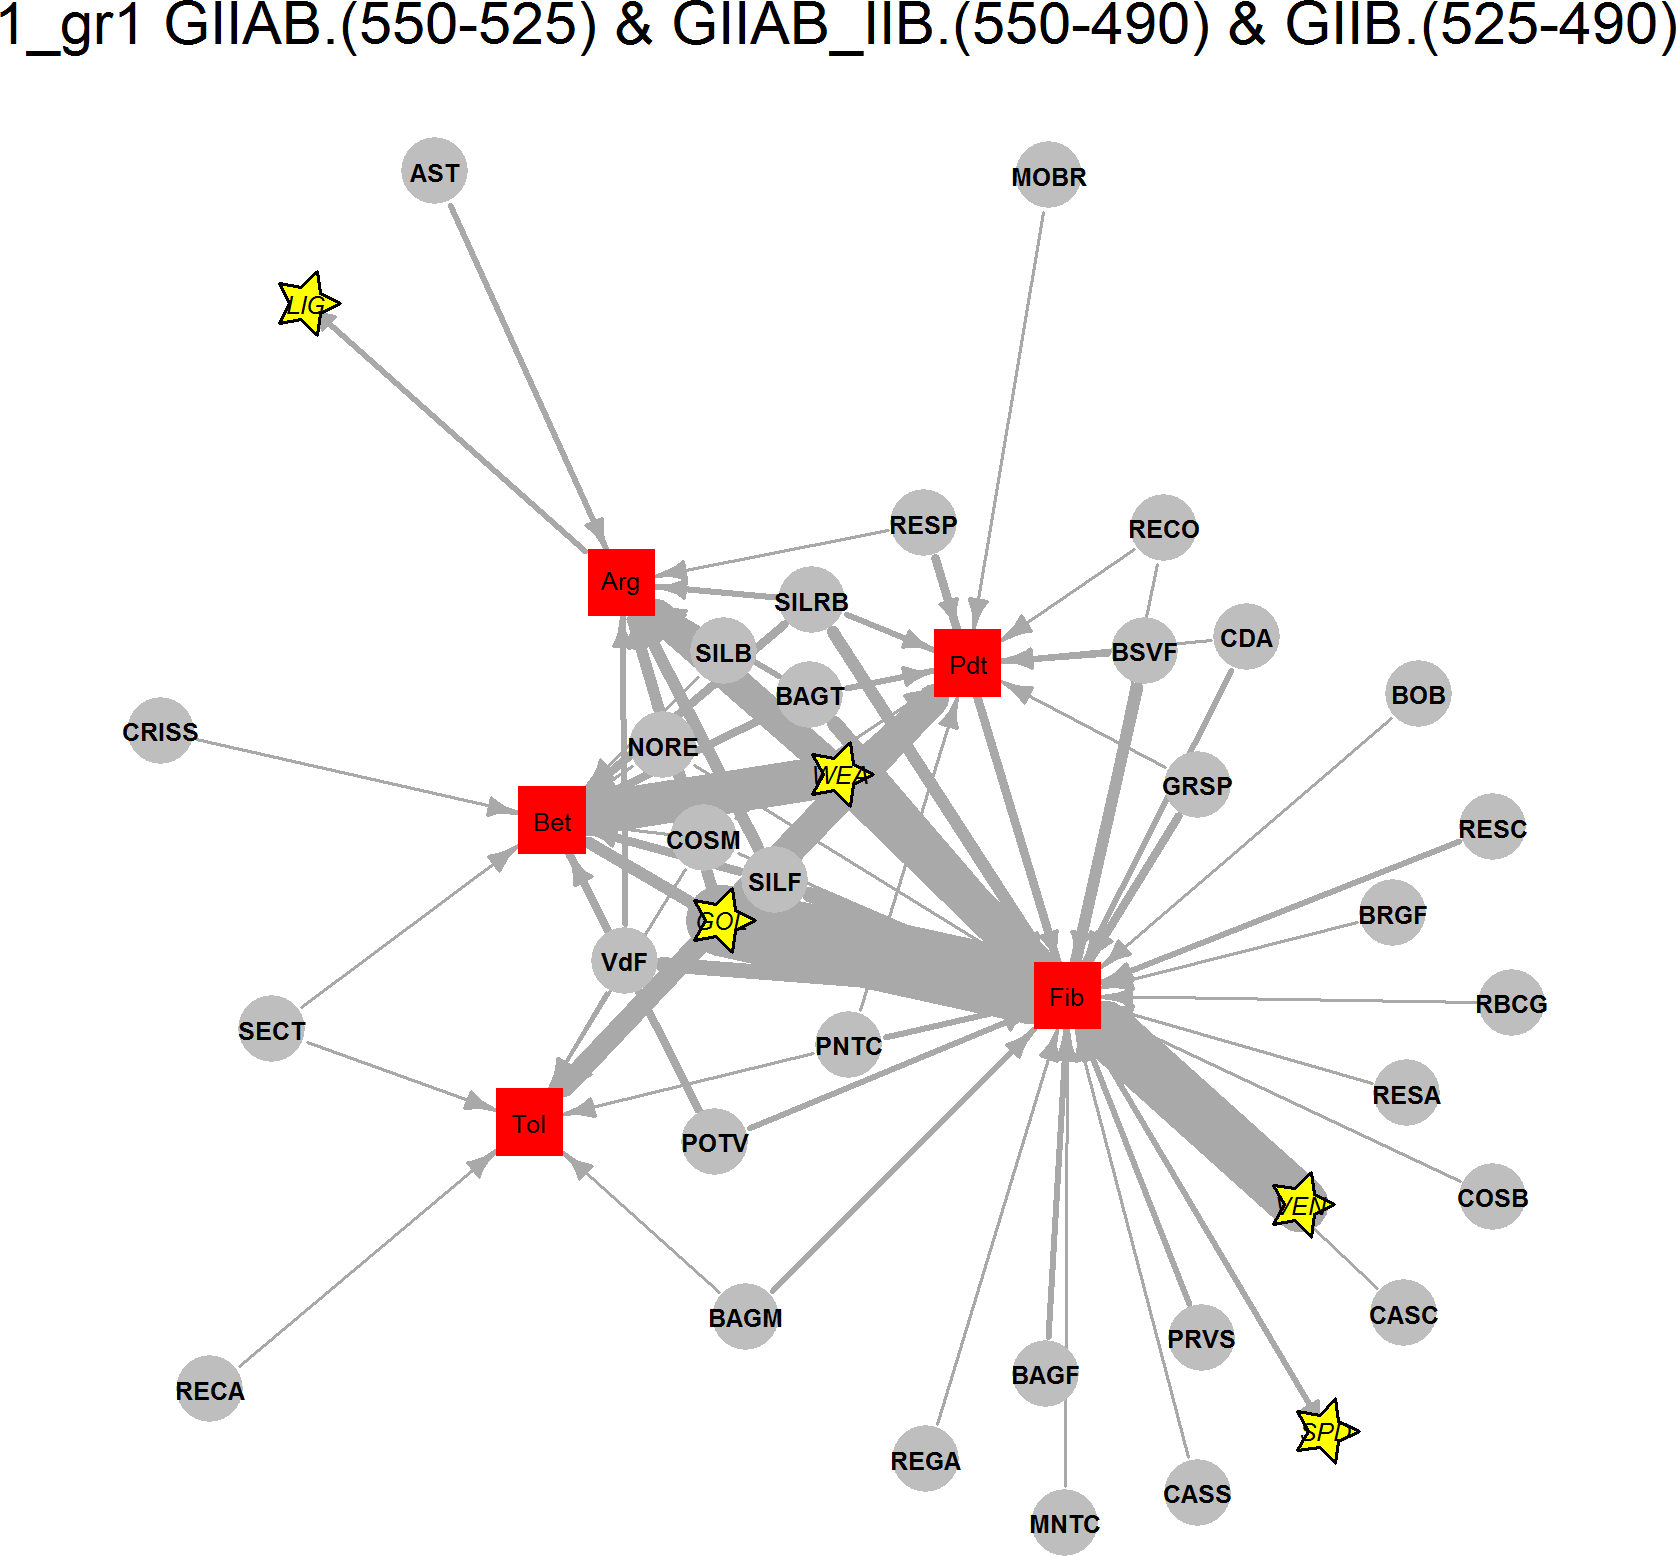 1_gr1 GIIAB.(550-525) & GIIAB_IIB.(550-490) & GIIB.(525-490)
AST
MOBR
LIG
RESP
RECO
Arg
SILRB
CDA
SILB
BSVF
Pdt
BAGT
BOB
CRISS
NORE
WEA
GRSP
Bet
COSM
RESC
SILF
GOL
BRGF
VdF
Fib
RBCG
SECT
PNTC
RESA
Tol
POTV
COSB
VEN
BAGM
CASC
PRVS
BAGF
RECA
SPI
REGA
CASS
MNTC